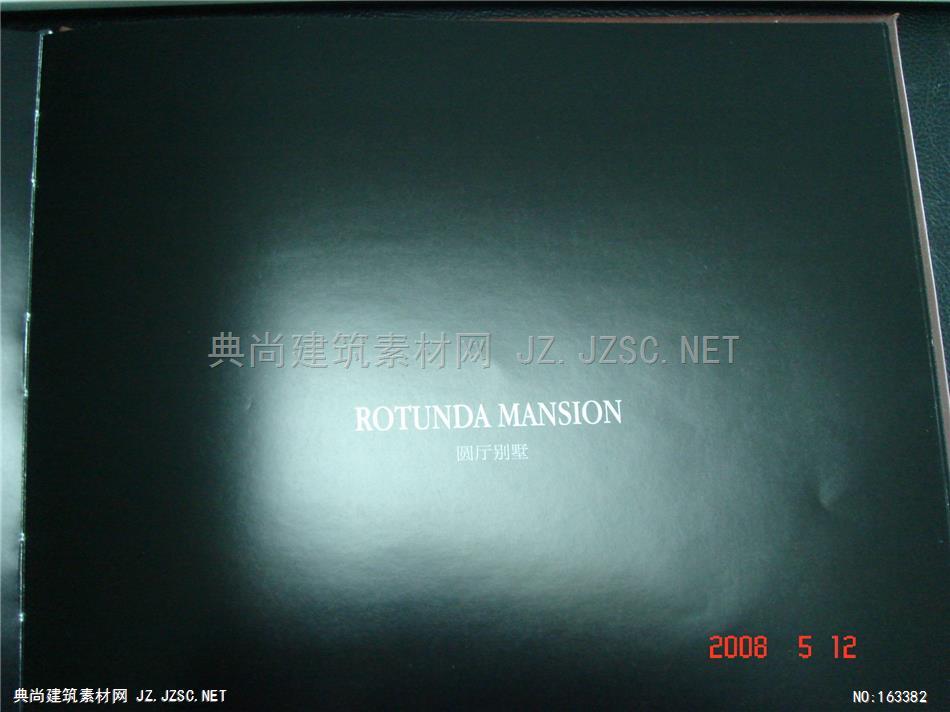 典尚建筑素材网 JZ.JZSC.NET
ROTUNDA MANSION
圆厅别墅
2008 5 12
典尚建筑素材网 JZ.JZSC.NET
NO:163382